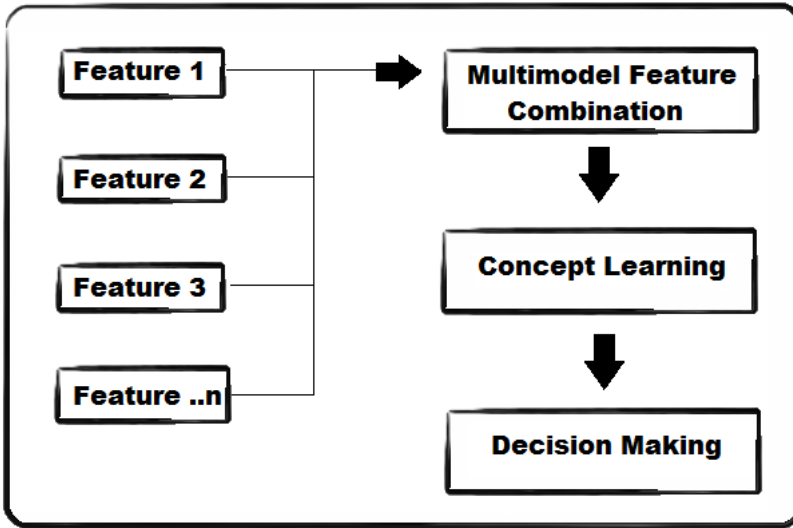 Feature 1
Feature 2
Feature 3
Feature ..n
Multimodel Feature
Combination
Concept Learning
Decision Making